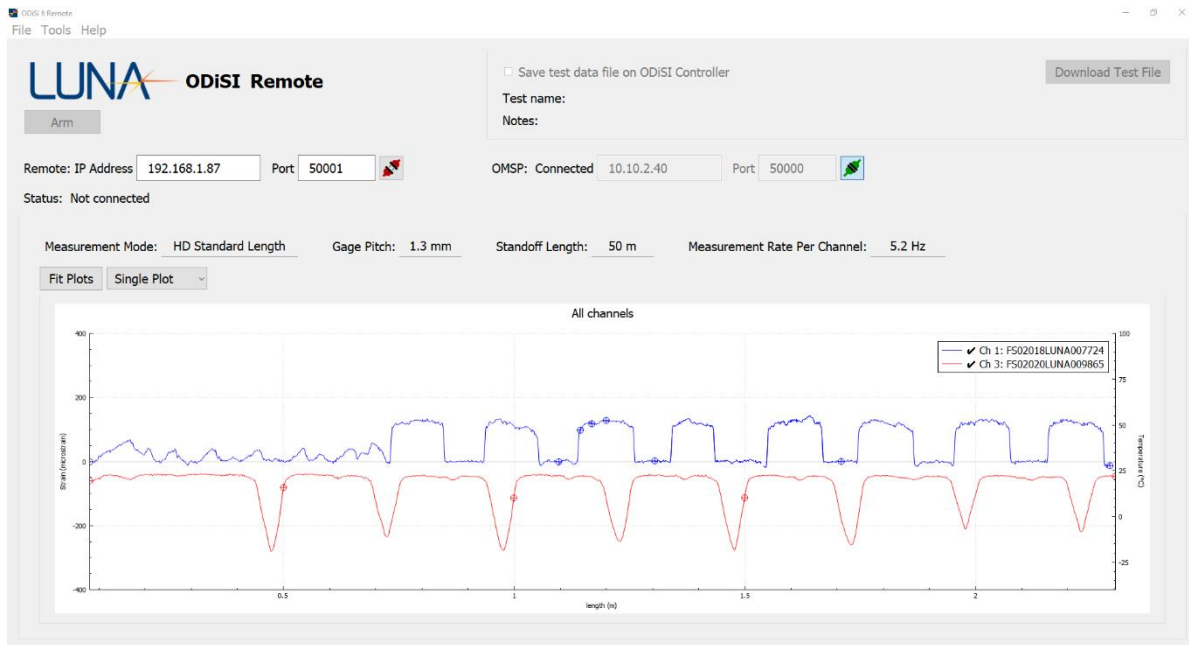 ODiSI 6 Remote
File Tools Help
LUNA ODiSI Remote
Save test data file on ODiSI Controller
Download Test File
Test name:
Notes:
Arm
Remote: IP Address 192.168.1.87 Port 50001
OMSP: Connected 10.10.2.40 Port 50000
Status: Not connected
Measurement Mode: HD Standard Length Gage Pitch: 1.3 mm Standoff Length: 50 m Measurement Rate Per Channel: 5.2 Hz
Fit Plots Single Plot
All channels
400 100
Ch 1: FS02018LUNA007724
Ch 3: FS02020LUNA009865
75
200
50
0
25
0
-200
-25
-400
Strain (microstrain)
Temperature (°C)
0.5 1 1.5 2
length (m)